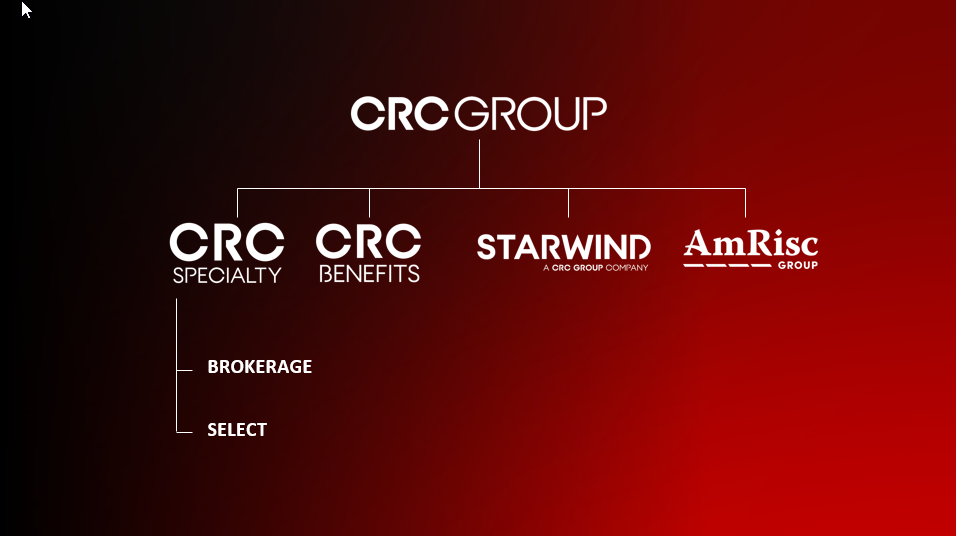 CRC GROUP
CRC
SPECIALTY
CRC
BENEFITS
STARWIND
A CRC GROUP COMPANY
AmRisc
GROUP
BROKERAGE
SELECT